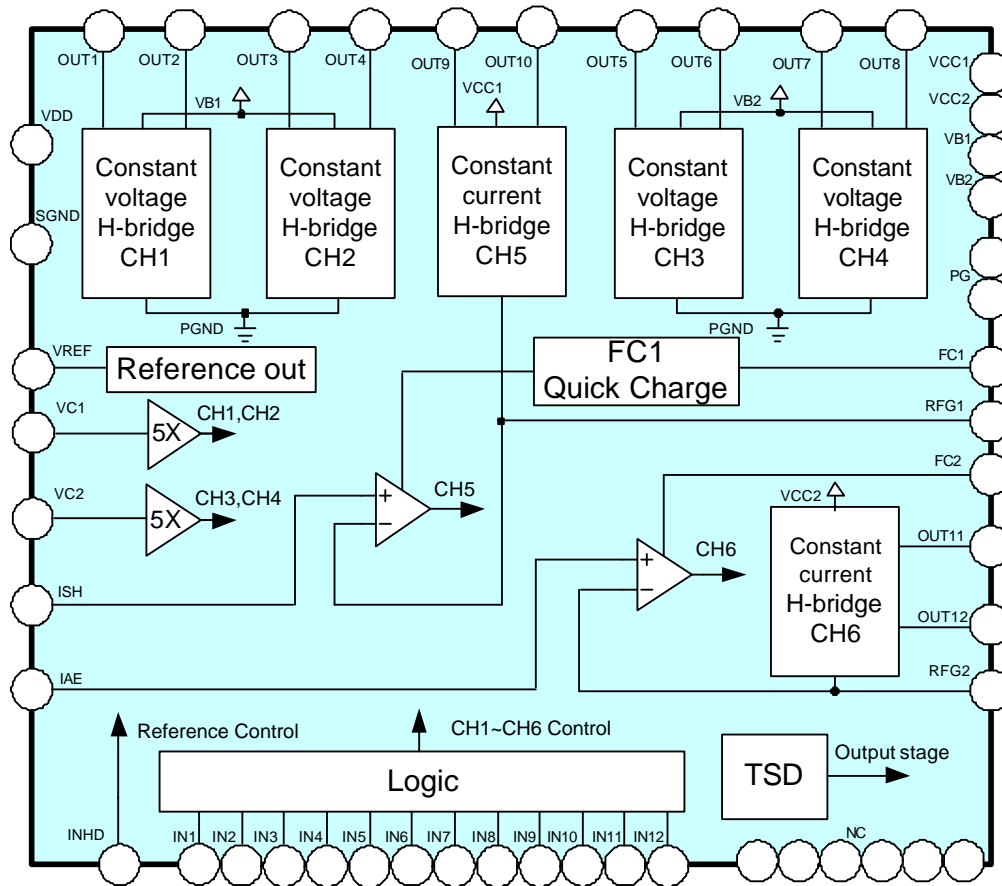 OUT1
OUT2
OUT3
OUT4
OUT9
OUT10
OUT5
OUT6
OUT7
OUT8
VCC1
VCC2
VB1
VB2
PG
VDD
SGND
VB1
VCC1
VB2
Constant
voltage
H-bridge
CH1
Constant
voltage
H-bridge
CH2
Constant
current
H-bridge
CH5
Constant
voltage
H-bridge
CH3
Constant
voltage
H-bridge
CH4
PGND
PGND
VREF
Reference out
FC1
Quick Charge
FC1
VC1
5X
CH1,CH2
RFG1
VC2
5X
CH3,CH4
+
−
CH5
FC2
VCC2
+
−
CH6
Constant
current
H-bridge
CH6
OUT11
OUT12
ISH
IAE
RFG2
Reference Control
CH1~CH6 Control
Logic
TSD
Output stage
INHD
IN1
IN2
IN3
IN4
IN5
IN6
IN7
IN8
IN9
IN10
IN11
IN12
NC